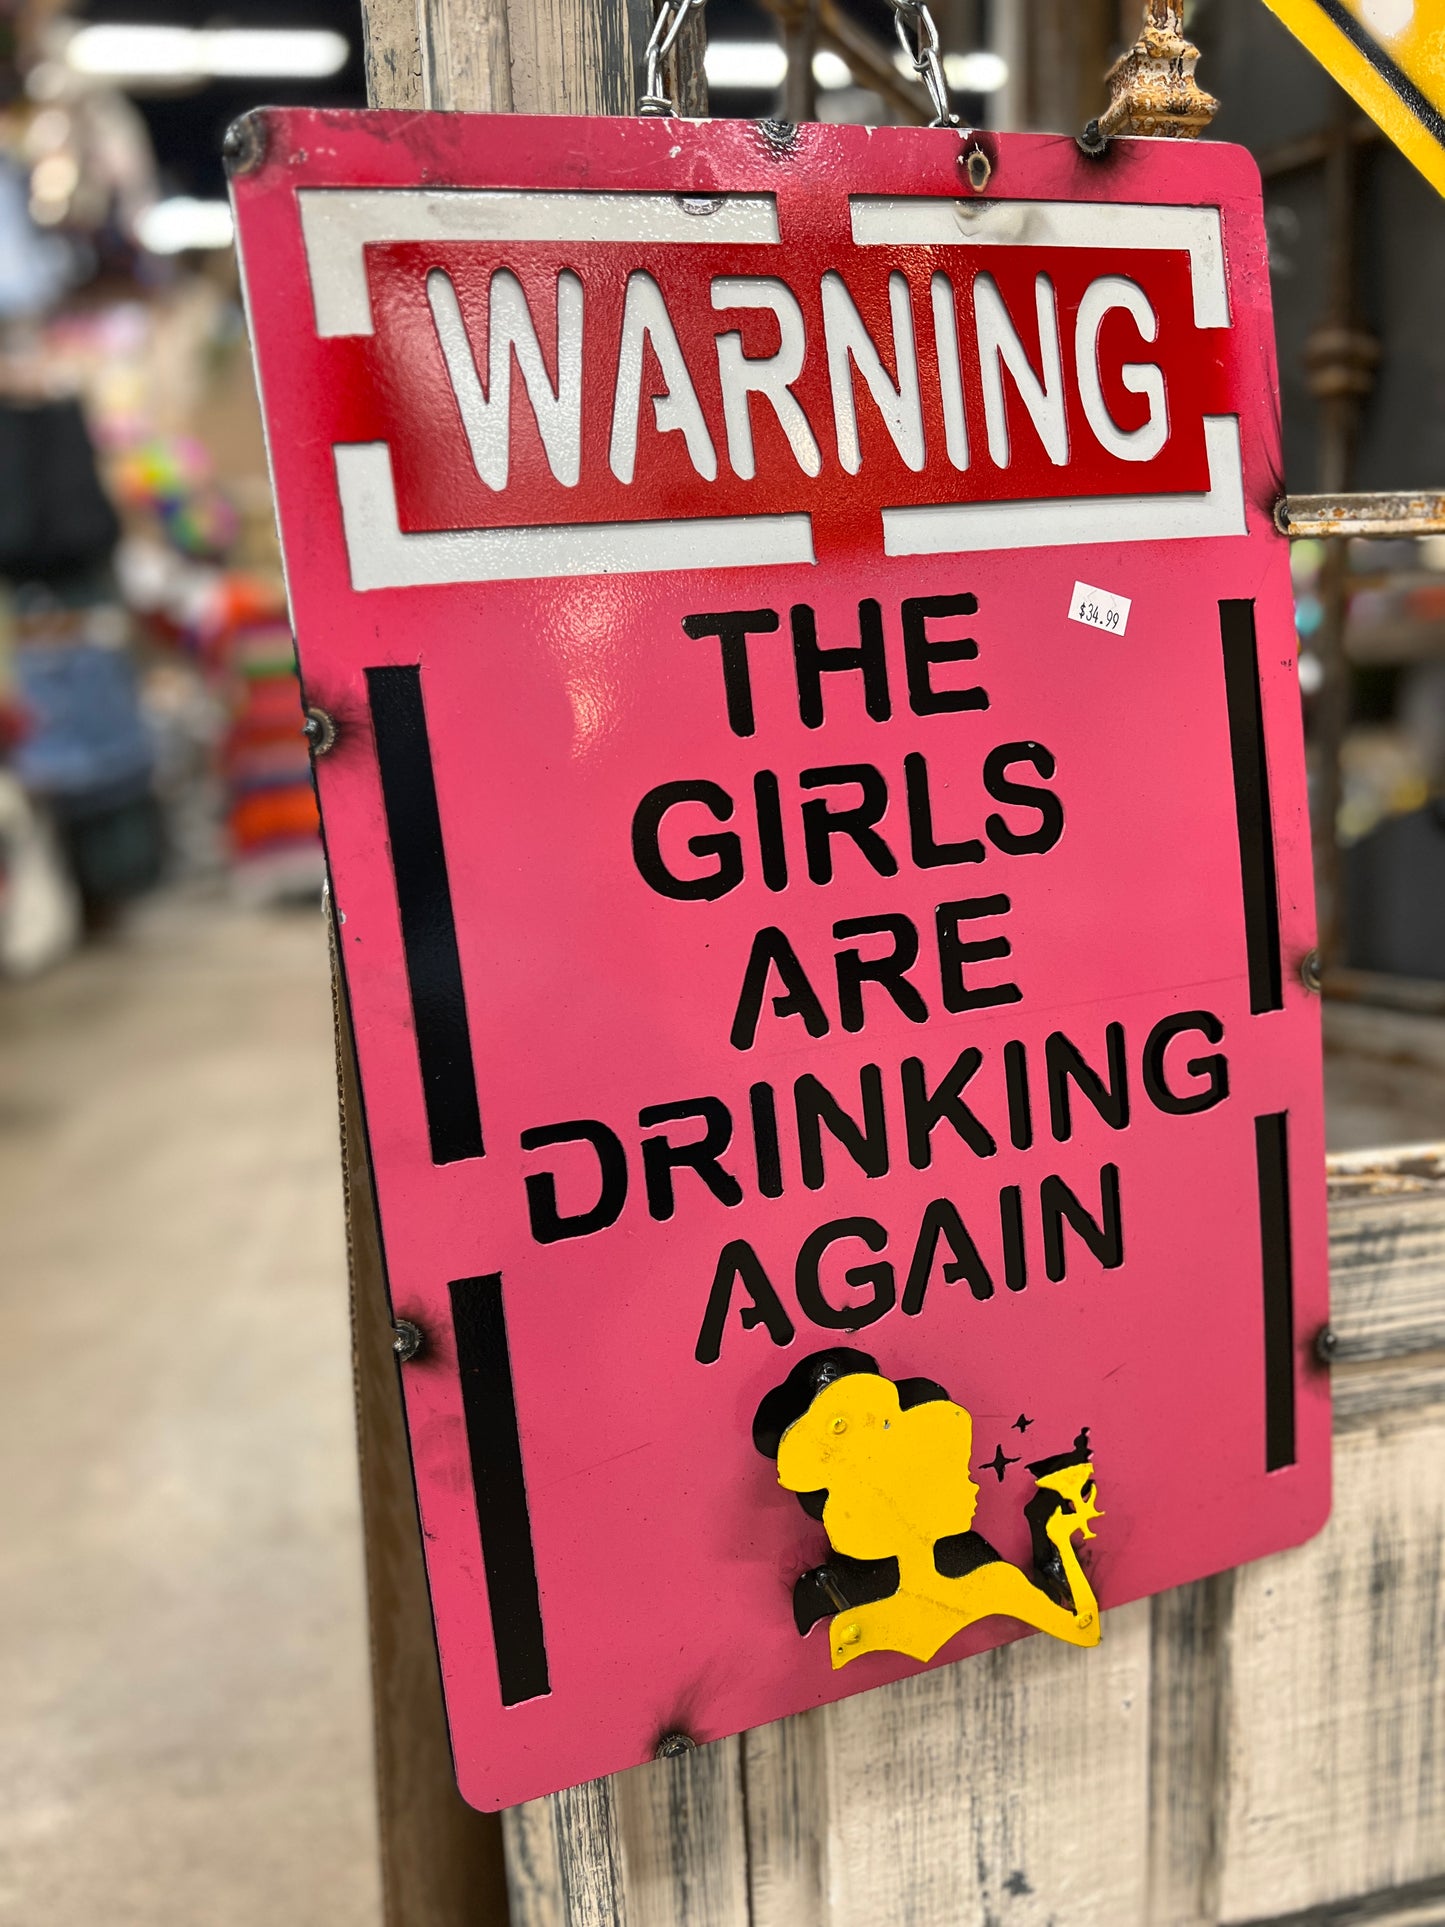 WARNING
$34.99
THE
GIRLS
ARE
DRINKING
AGAIN